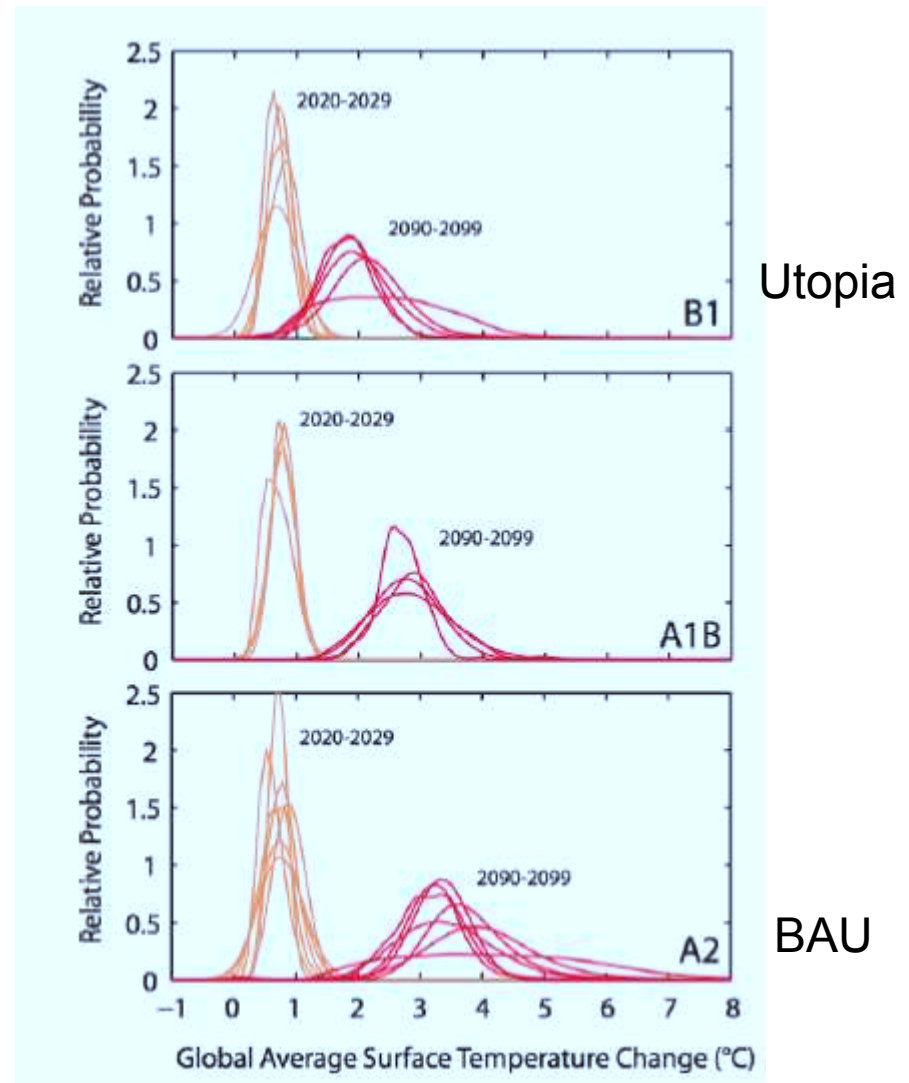 Relative Probability
2.5
2
1.5
1
0.5
0
2020-2029
2090-2099
B1
Utopia
Relative Probability
2.5
2
1.5
1
0.5
0
2020-2029
2090-2099
A1B
Relative Probability
2.5
2
1.5
1
0.5
0
2020-2029
2090-2099
A2
BAU
−1 0 1 2 3 4 5 6 7 8
Global Average Surface Temperature Change (°C)